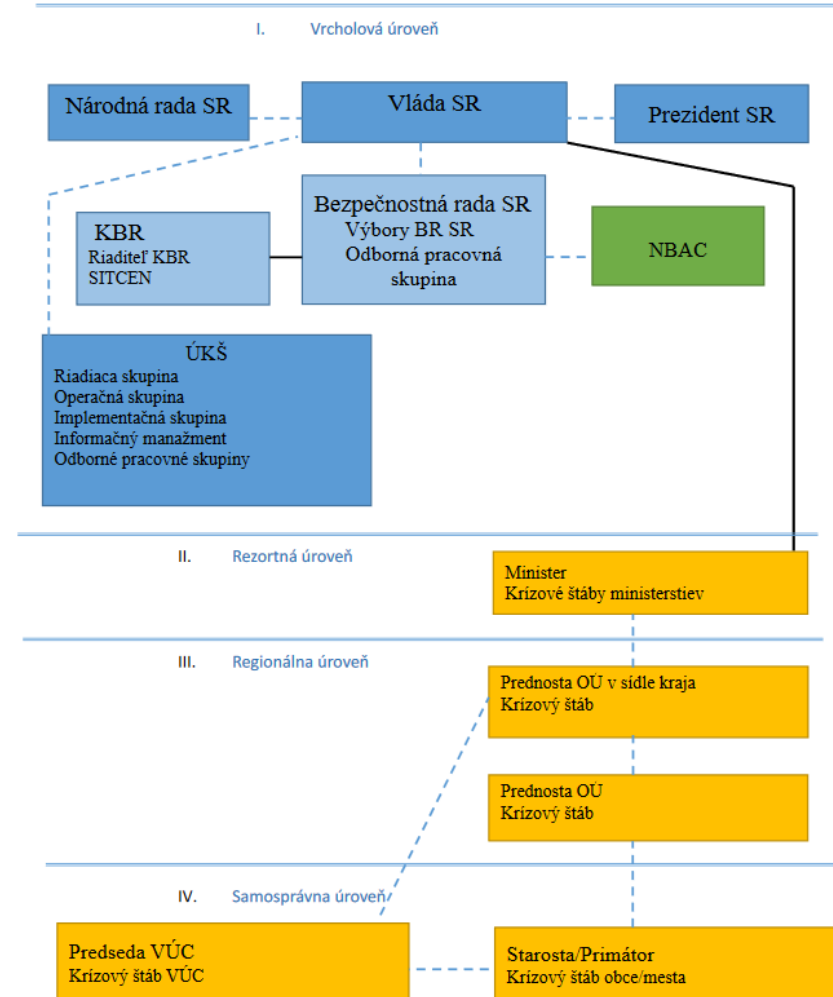 I. Vrcholová úroveň
Národná rada SR
Vláda SR
Prezident SR
KBR
Riaditeľ KBR
SITCEN
Bezpečnostná rada SR
Výbory BR SR
Odborná pracovná
skupina
NBAC
ÚKŠ
Riadiaca skupina
Operačná skupina
Implementačná skupina
Informačný manažment
Odborné pracovné skupiny
II. Rezortná úroveň
Minister
Krízové štáby ministerstiev
III. Regionálna úroveň
Prednosta OÚ v sídle kraja
Krízový štáb
Prednosta OÚ
Krízový štáb
IV. Samosprávna úroveň
Predseda VÚC
Krízový štáb VÚC
Starosta/Primátor
Krízový štáb obce/mesta